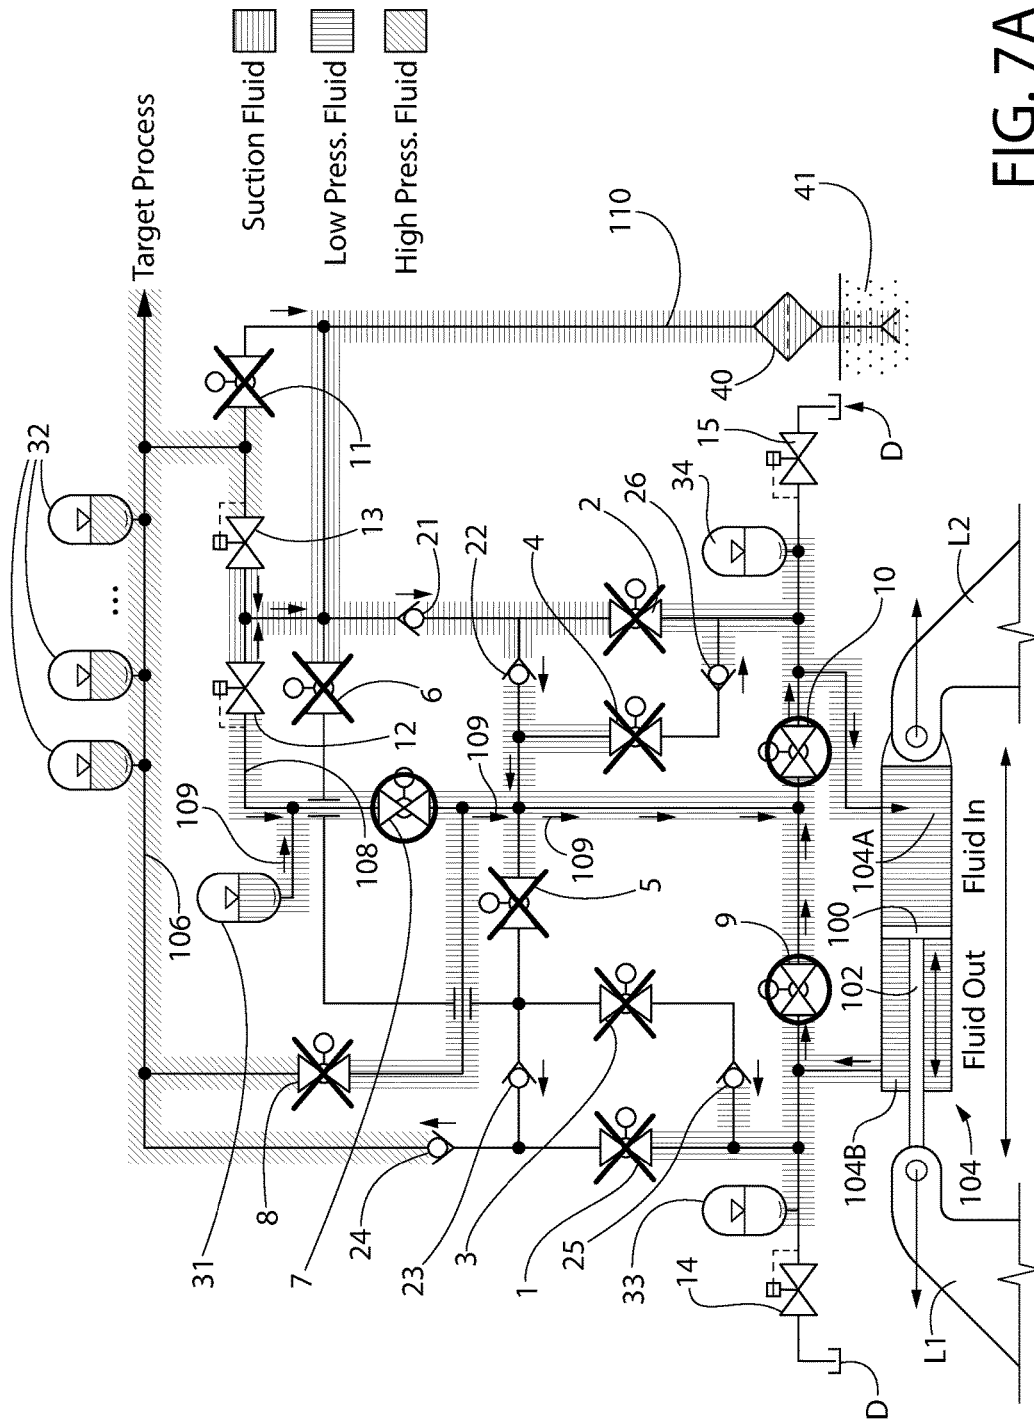 32
...
Target Process
106
109
31
Suction Fluid
8
7
Low Press. Fluid
24
108
11
13
High Press. Fluid
12
23
6
21
3
109
22
1
4
25
109
2
110
33
5
26
14
34
15
9
40
41
104B
102
100
104A
10
D
D
L1
L2
104
Fluid Out
Fluid In
FIG. 7A